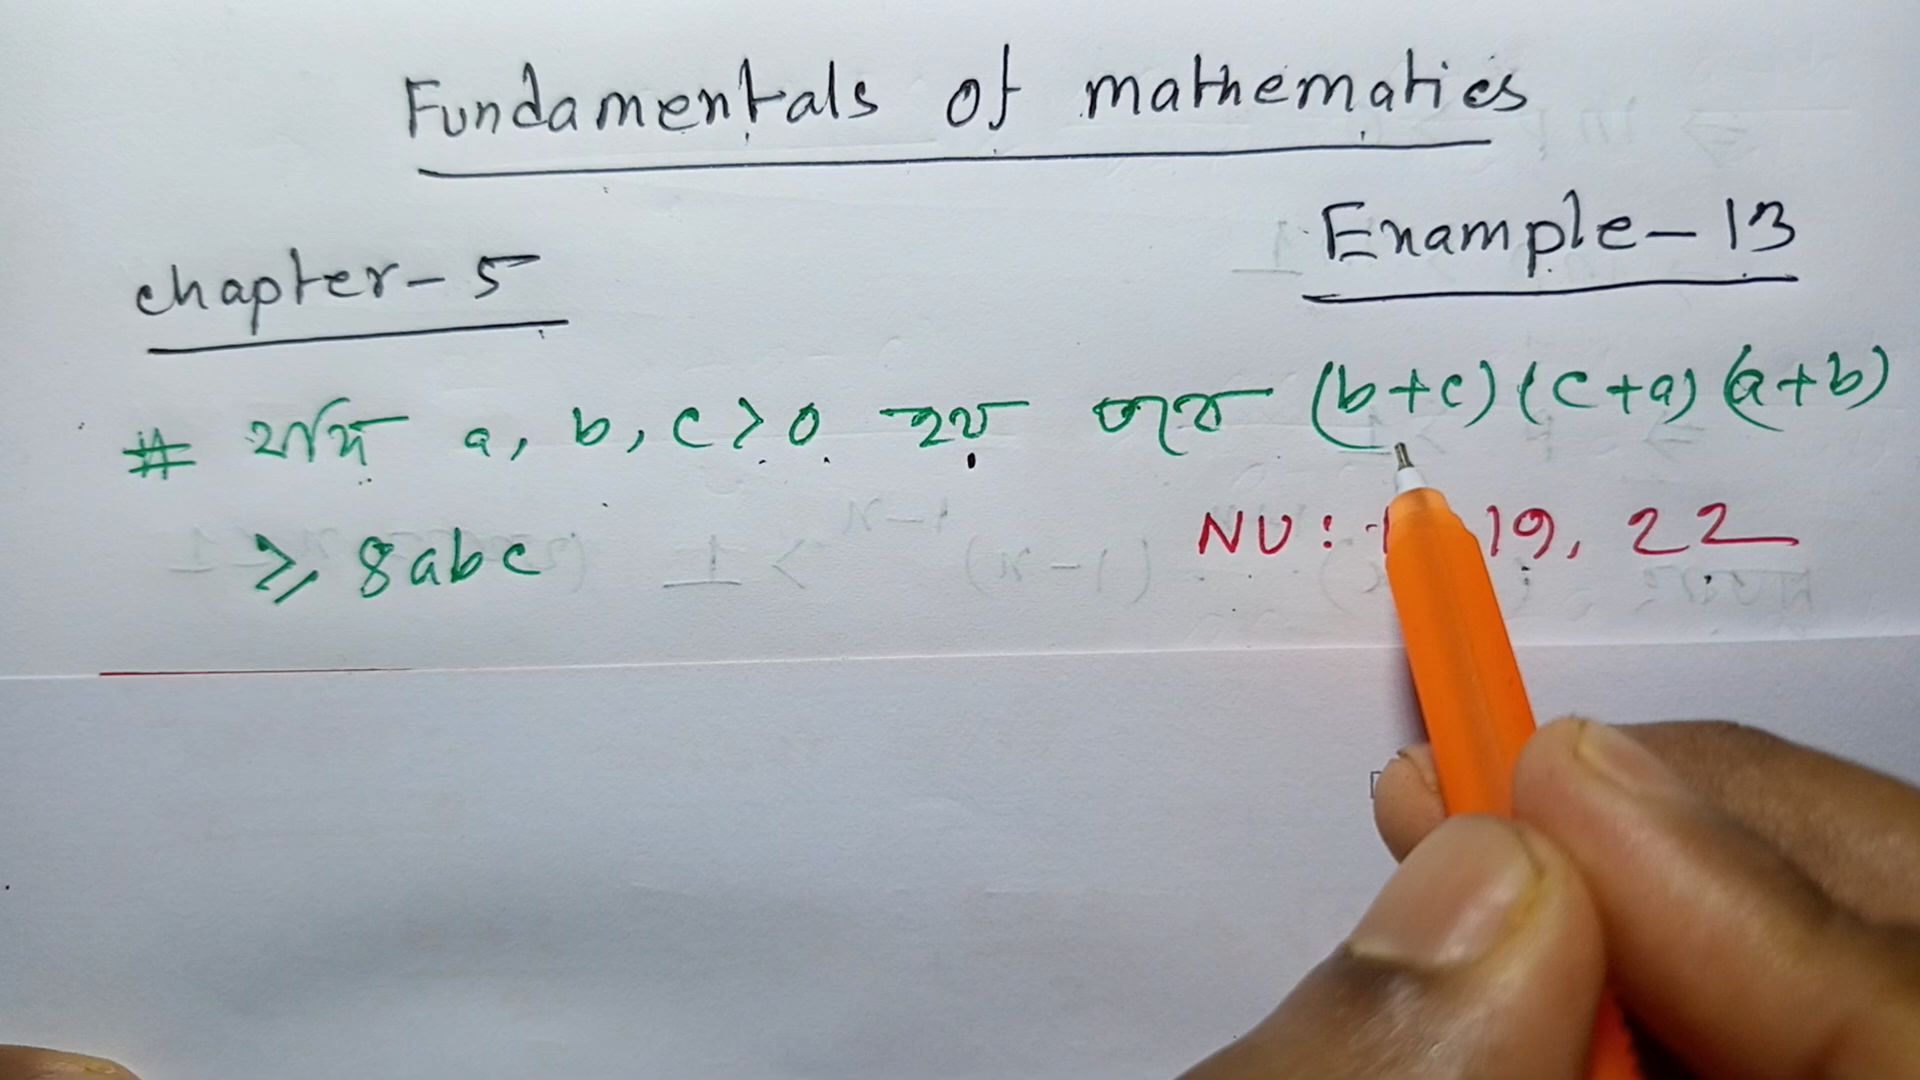 Fundamentals of mathematics
Example-13
chapter-5
# যদি a, b, c > 0 হয় তবে (b+c) (c+a) (a+b)
≥ 8abc
NU: 19, 22